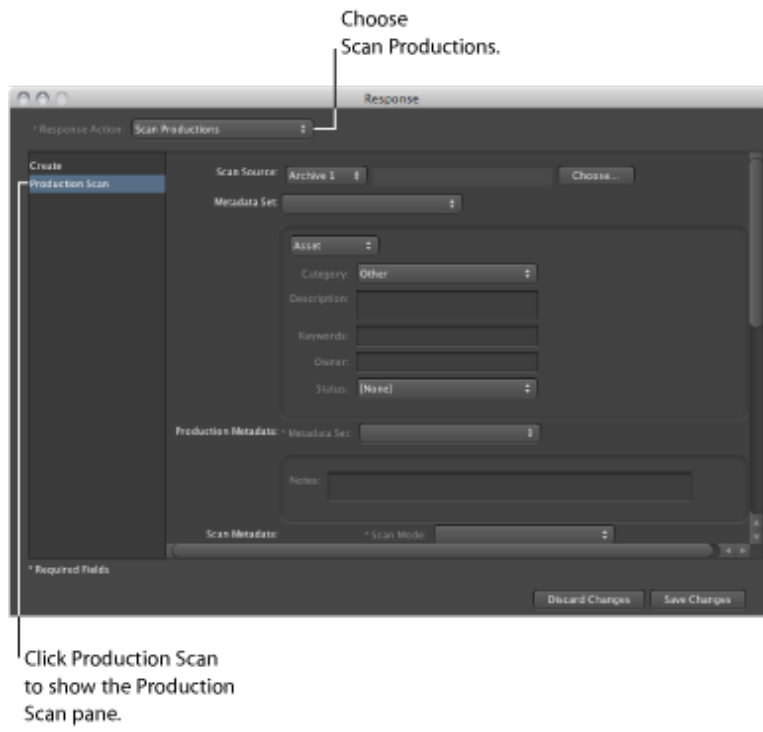 Choose
Scan Productions.
Response
* Response Action: Scan Productions
Create
Production Scan
Scan Source: Archive 1 Choose...
Metadata Set:
Asset
Category: Other
Description:
Keywords:
Owner:
Status: [None]
Production Metadata: * Metadata Set:
Notes:
Scan Metadata: * Scan Mode:
* Required Fields
Discard Changes Save Changes
Click Production Scan
to show the Production
Scan pane.